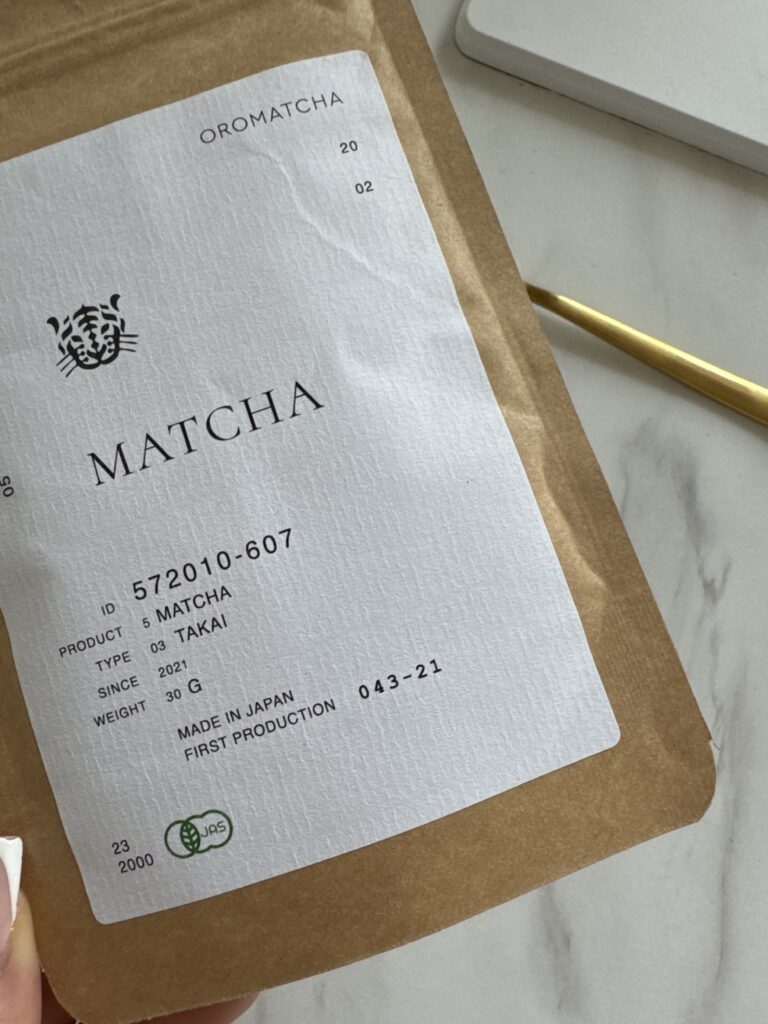 OROMATCHA
20
02
MATCHA
05
ID 572010-607
PRODUCT 5 MATCHA
TYPE 03 TAKAI
SINCE 2021
WEIGHT 30 G
MADE IN JAPAN
FIRST PRODUCTION 043-21
23
2000
JAS